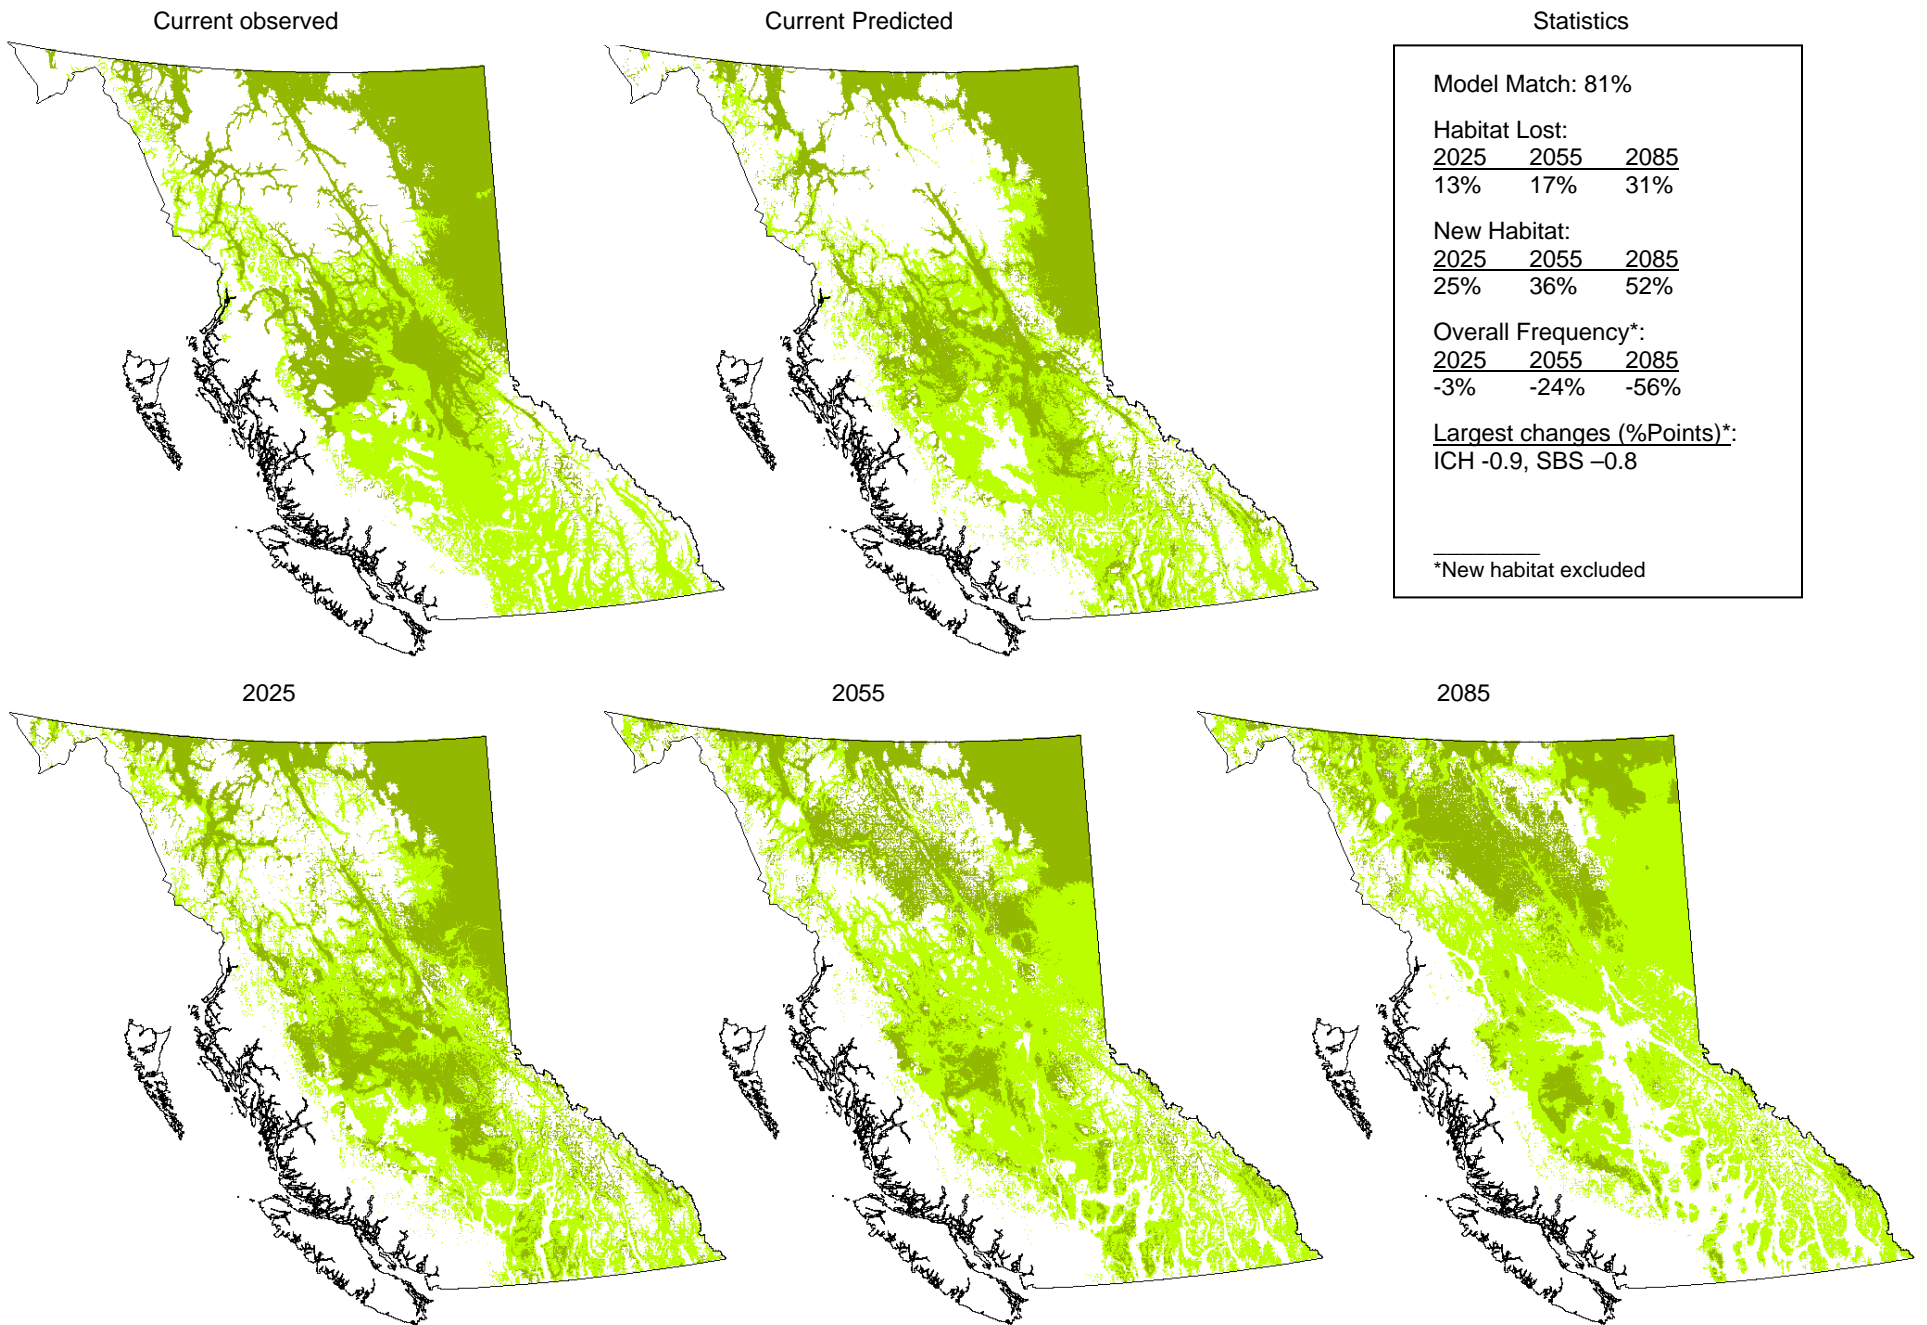 Current observed
Current Predicted
Statistics
Model Match: 81%
Habitat Lost:
2025 2055 2085
13% 17% 31%
New Habitat:
2025 2055 2085
25% 36% 52%
Overall Frequency*:
2025 2055 2085
-3% -24% -56%
Largest changes (%Points)*:
ICH -0.9, SBS –0.8
*New habitat excluded
2025
2055
2085